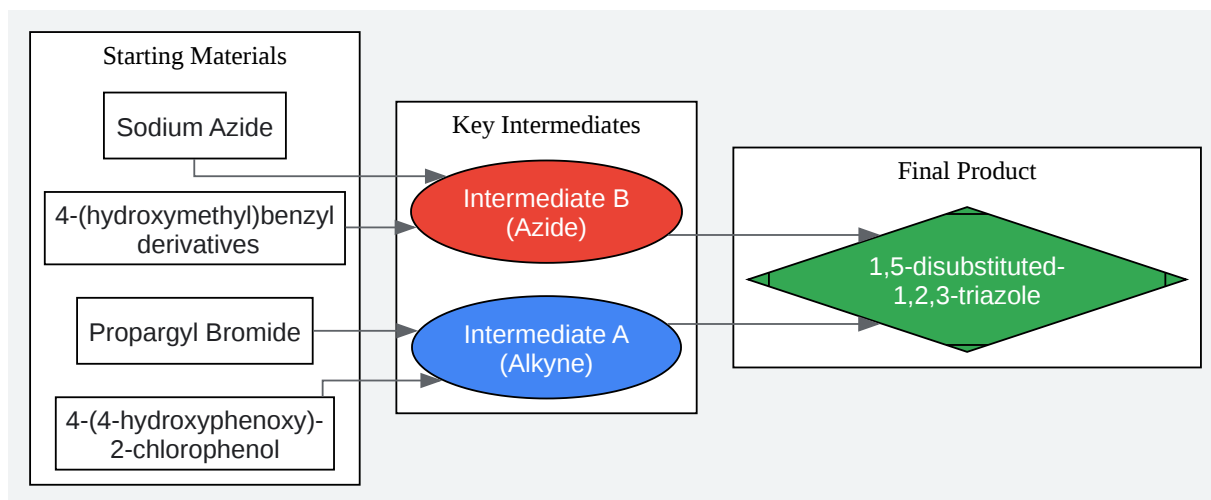 Starting Materials
Sodium Azide
4-(hydroxymethyl)benzyl
derivatives
Propargyl Bromide
4-(4-hydroxyphenoxy)-
2-chlorophenol
Key Intermediates
Intermediate B
(Azide)
Intermediate A
(Alkyne)
Final Product
1,5-disubstituted-
1,2,3-triazole